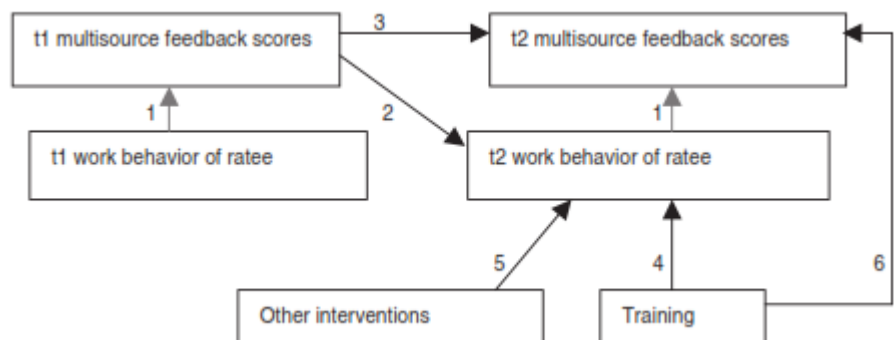 t1 multisource feedback scores
3
t2 multisource feedback scores
1
2
1
t1 work behavior of ratee
t2 work behavior of ratee
5
4
6
Other interventions
Training